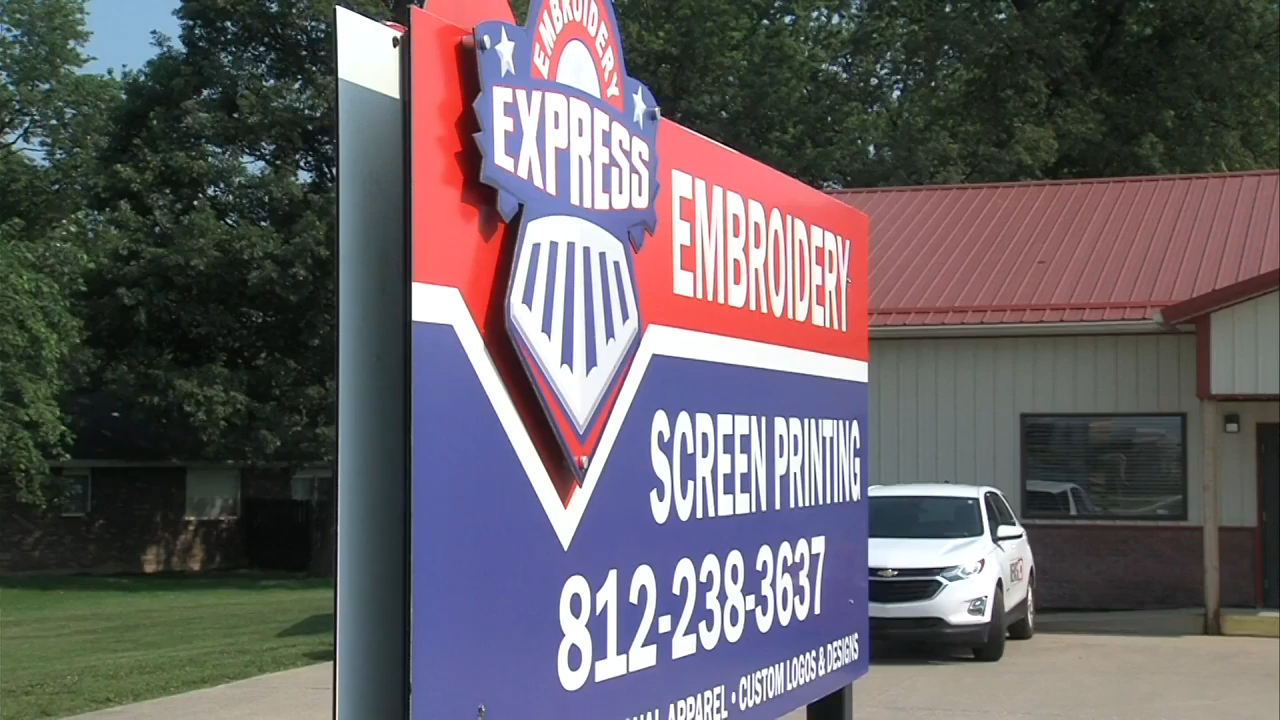 EMBROIDERY
EXPRESS
EMBROIDERY
SCREEN PRINTING
812-238-3637
APPAREL · CUSTOM LOGOS & DESIGNS